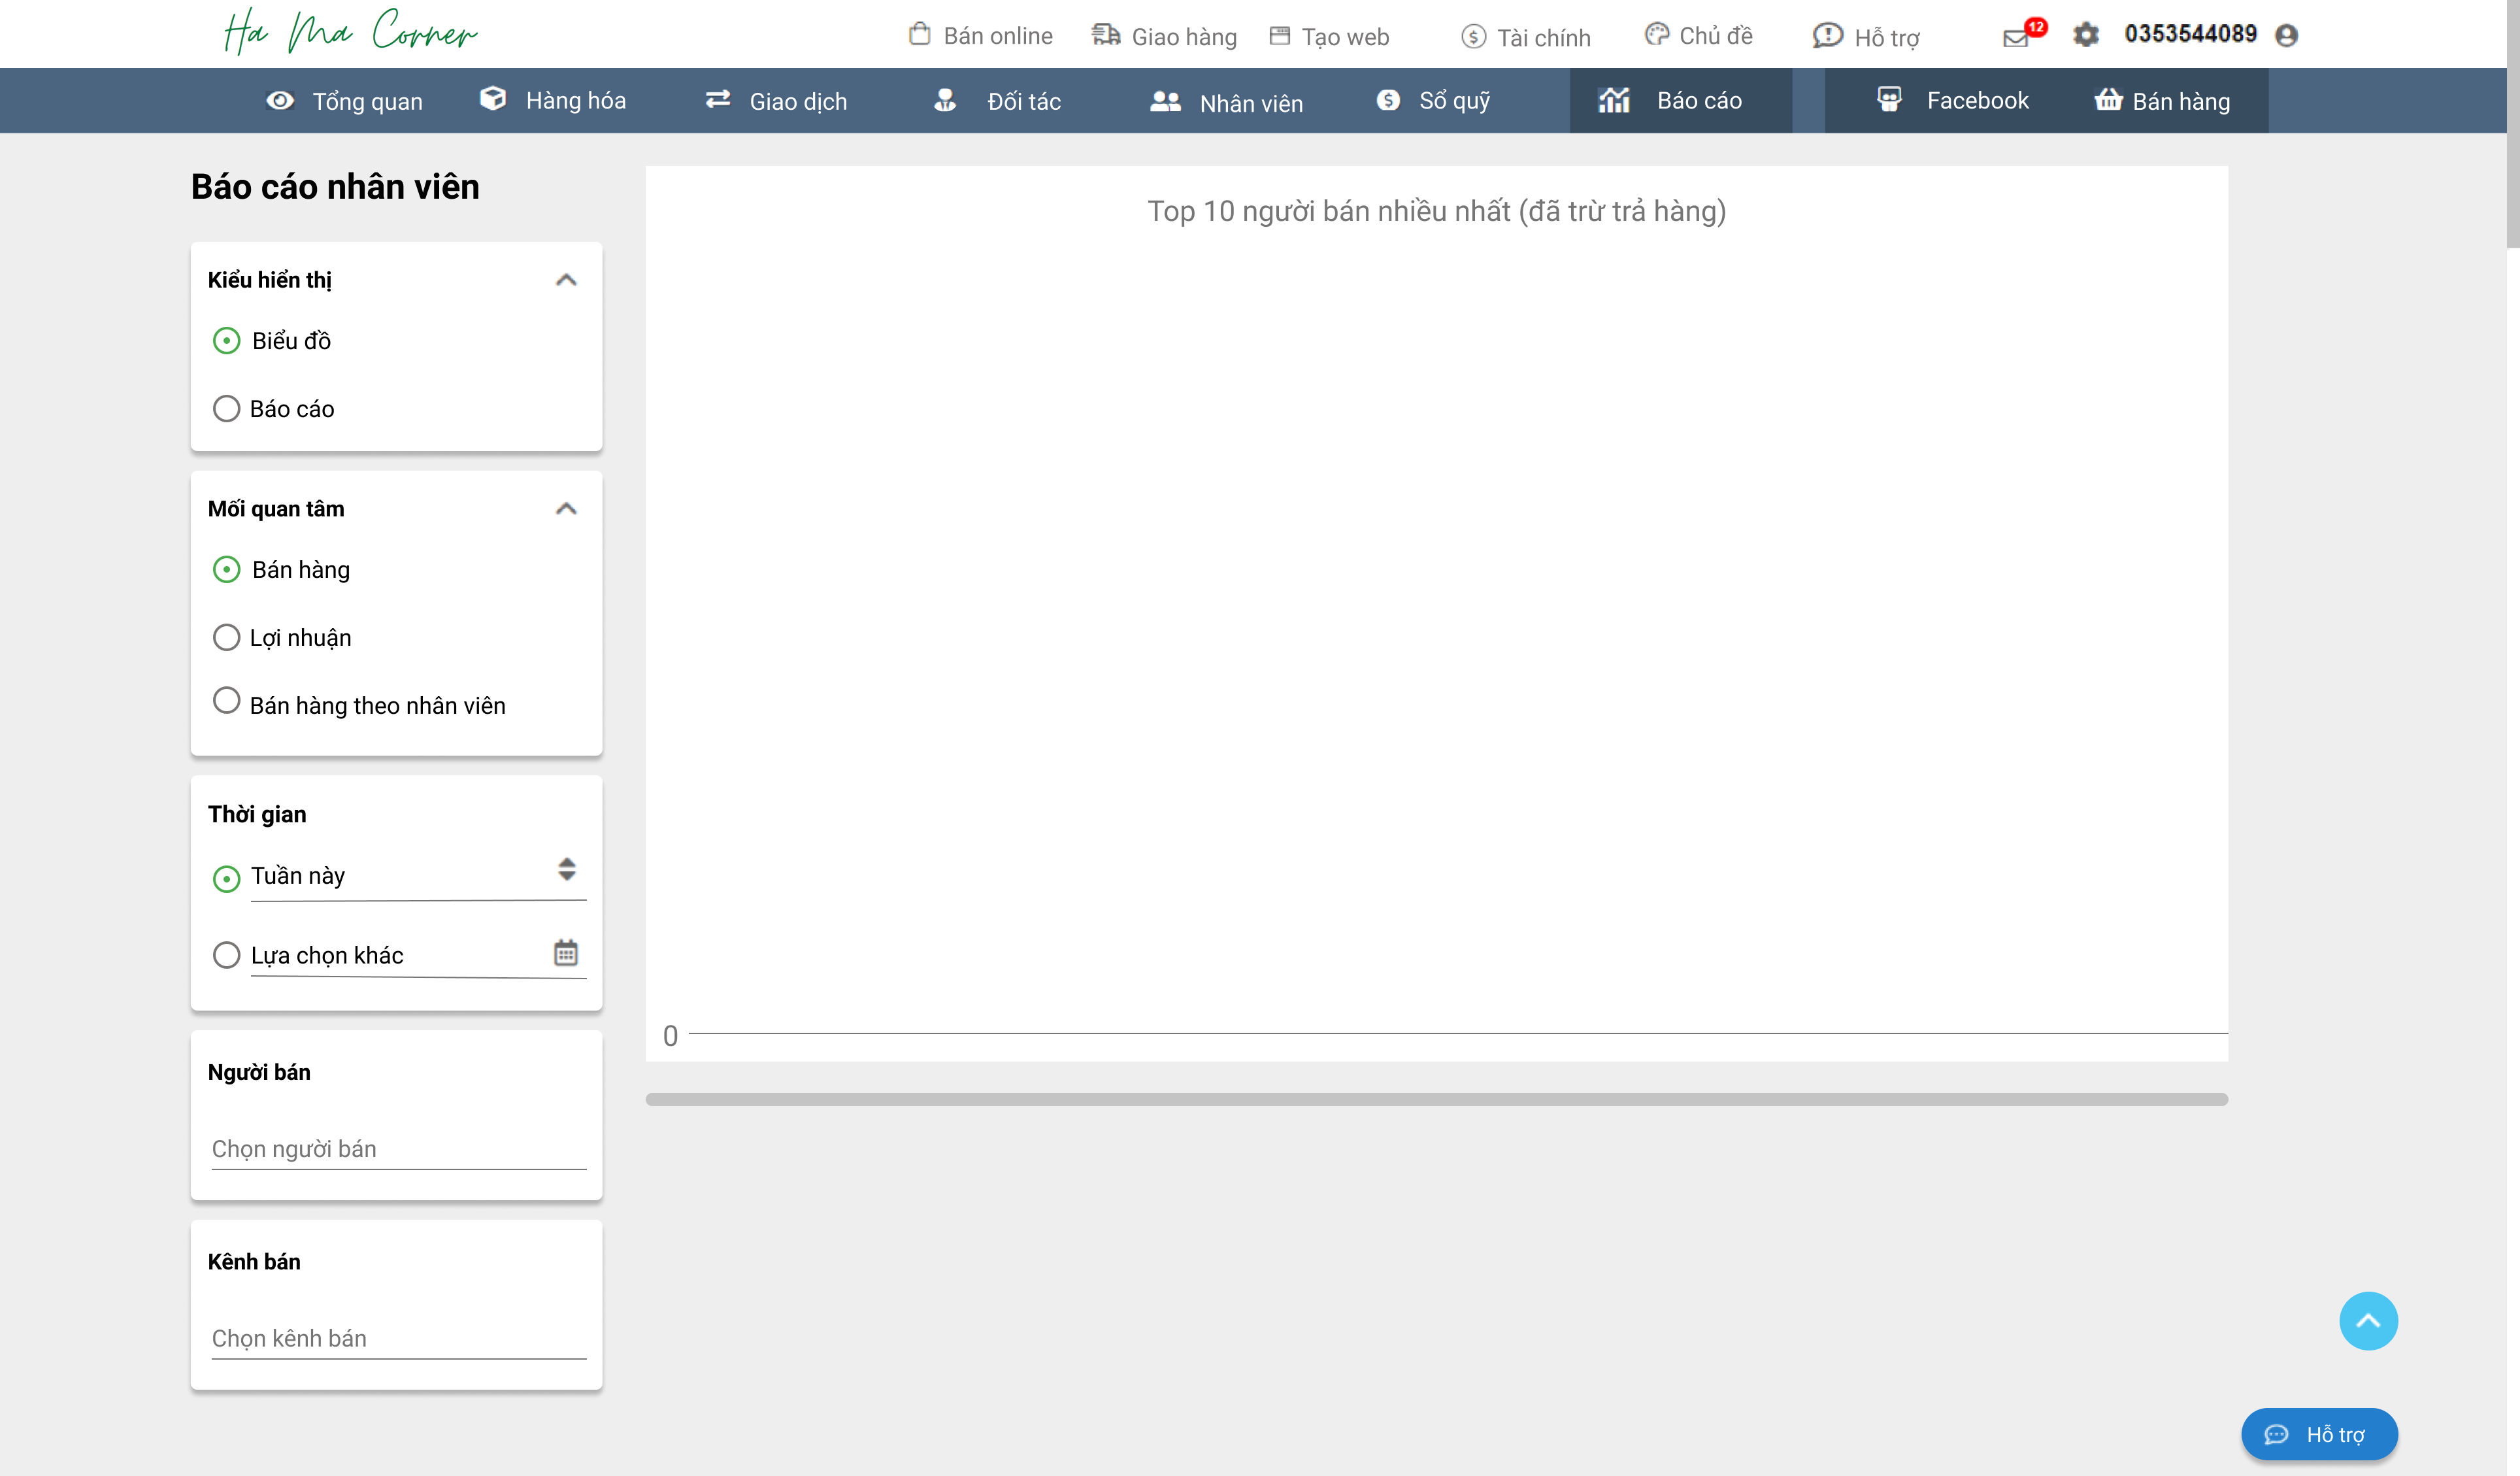 Ha Ma Corner
Bán online
Giao hàng
Tạo web
Tài chính
Chủ đề
Hỗ trợ
12
0353544089
Tổng quan
Hàng hóa
Giao dịch
Đối tác
Nhân viên
Sổ quỹ
Báo cáo
Facebook
Bán hàng
Báo cáo nhân viên
Top 10 người bán nhiều nhất (đã trừ trả hàng)
Kiểu hiển thị
Biểu đồ
Báo cáo
Mối quan tâm
Bán hàng
Lợi nhuận
Bán hàng theo nhân viên
Thời gian
Tuần này
Lựa chọn khác
0
Người bán
Chọn người bán
Kênh bán
Chọn kênh bán
Hỗ trợ